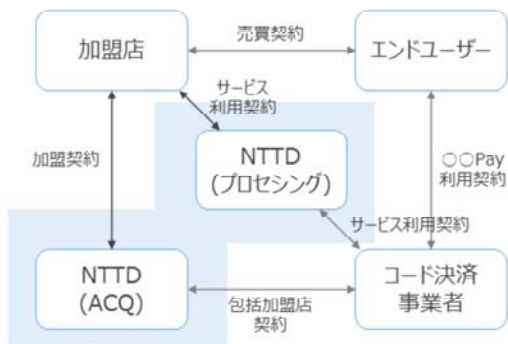 加盟店
売買契約
エンドユーザー
サービス
利用契約
加盟契約
NTTD
(プロセシング)
○○Pay
利用契約
サービス利用契約
NTTD
(ACQ)
包括加盟店
契約
コード決済
事業者